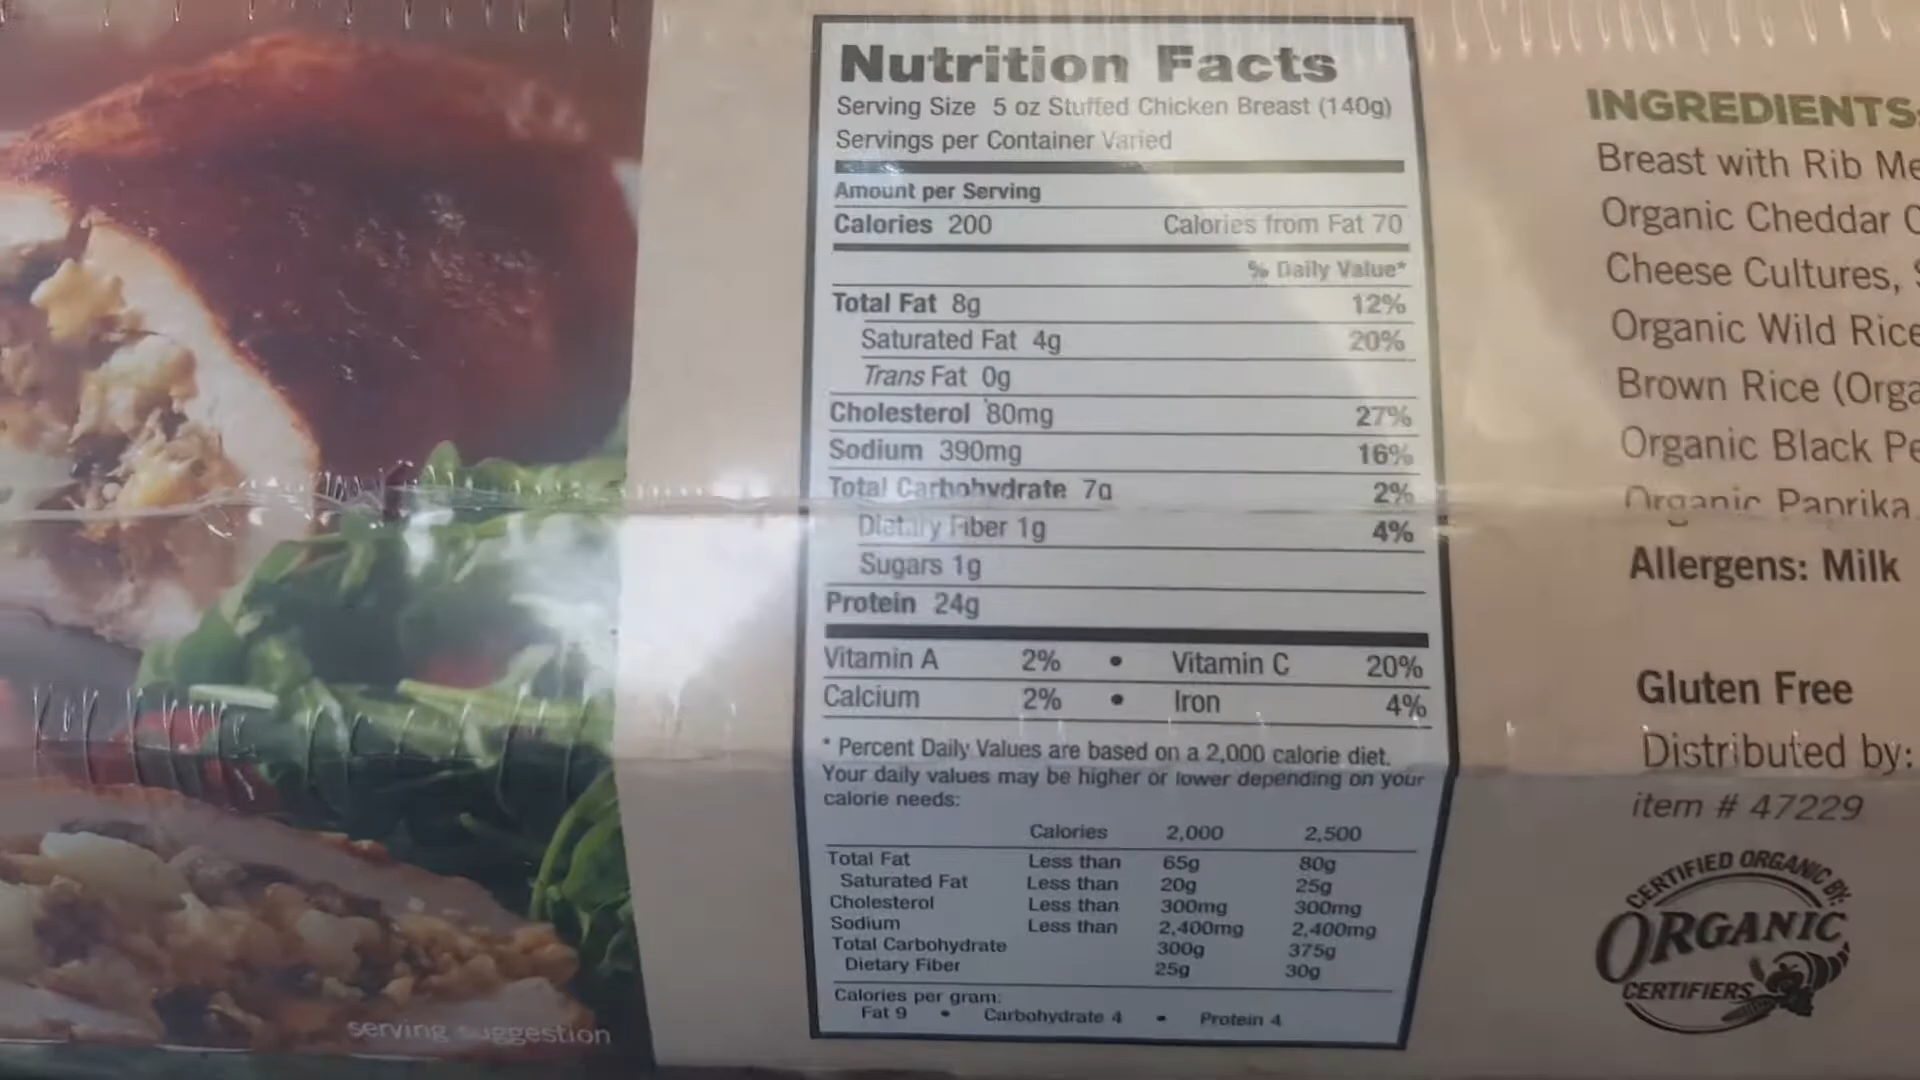 Nutrition Facts
Serving Size 5 oz Stuffed Chicken Breast (140g)
Servings per Container Varied
Amount per Serving
Calories 200 Calories from Fat 70
% Daily Value*
Total Fat 8g 12%
Saturated Fat 4g 20%
Trans Fat 0g
Cholesterol 80mg 27%
Sodium 390mg 16%
Total Carbohydrate 7g 2%
Dietary Fiber 1g 4%
Sugars 1g
Protein 24g
Vitamin A 2% • Vitamin C 20%
Calcium 2% • Iron 4%
* Percent Daily Values are based on a 2,000 calorie diet.
Your daily values may be higher or lower depending on your
calorie needs:
Calories 2,000 2,500
Total Fat Less than 65g 80g
Saturated Fat Less than 20g 25g
Cholesterol Less than 300mg 300mg
Sodium Less than 2,400mg 2,400mg
Total Carbohydrate 300g 375g
Dietary Fiber 25g 30g
Calories per gram:
Fat 9 • Carbohydrate 4 • Protein 4
INGREDIENTS
Breast with Rib
Organic Cheddar
Cheese Cultures,
Organic Wild Rice
Brown Rice
Organic Black
Organic Paprika
Allergens: Milk
Gluten Free
Distributed by:
item # 47229
CERTIFIED ORGANIC BY:
ORGANIC
CERTIFIERS
serving suggestion